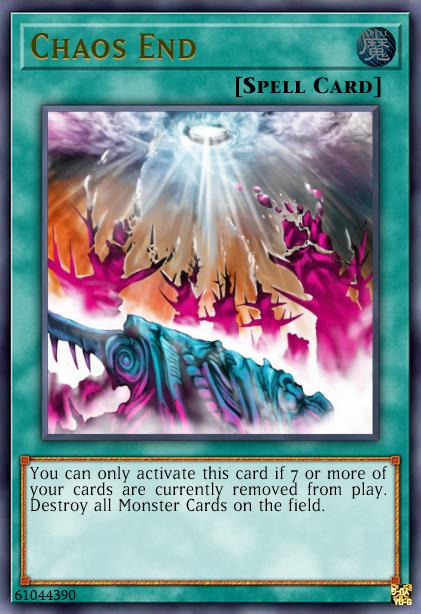 Chaos End
魔
[Spell Card]
You can only activate this card if 7 or more of
your cards are currently removed from play.
Destroy all Monster Cards on the field.
61044390